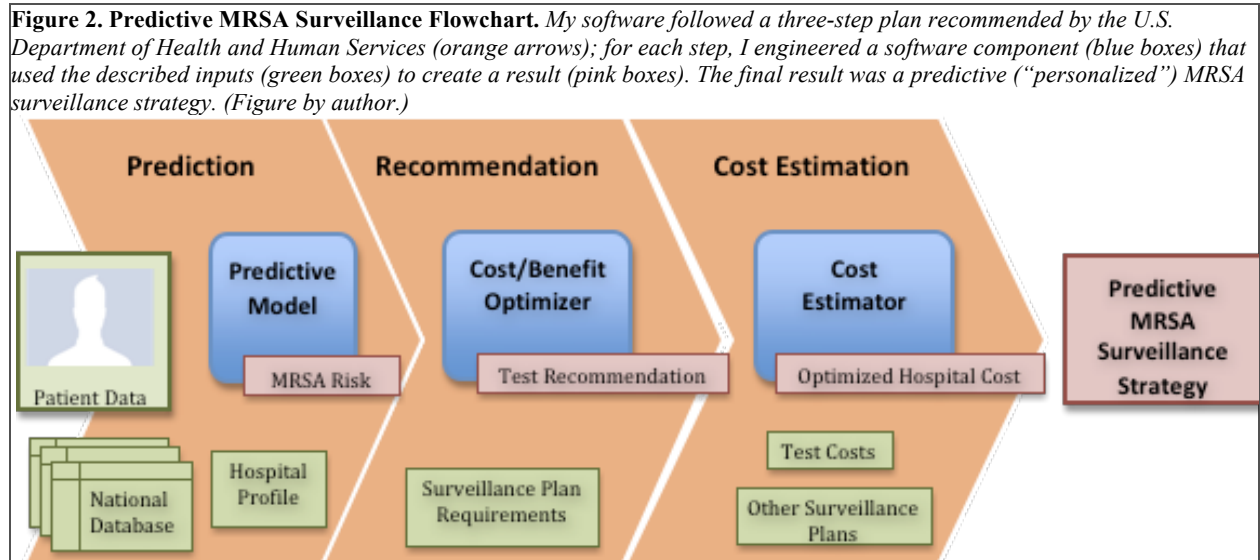 Figure 2. Predictive MRSA Surveillance Flowchart. My software followed a three-step plan recommended by the U.S.
Department of Health and Human Services (orange arrows); for each step, I engineered a software component (blue boxes) that
used the described inputs (green boxes) to create a result (pink boxes). The final result was a predictive (“personalized”) MRSA
surveillance strategy. (Figure by author.)
Prediction
Recommendation
Cost Estimation
Predictive
Model
MRSA Risk
Cost/Benefit
Optimizer
Test Recommendation
Cost
Estimator
Optimized Hospital Cost
Predictive
MRSA
Surveillance
Strategy
Patient Data
National
Database
Hospital
Profile
Surveillance Plan
Requirements
Test Costs
Other Surveillance
Plans